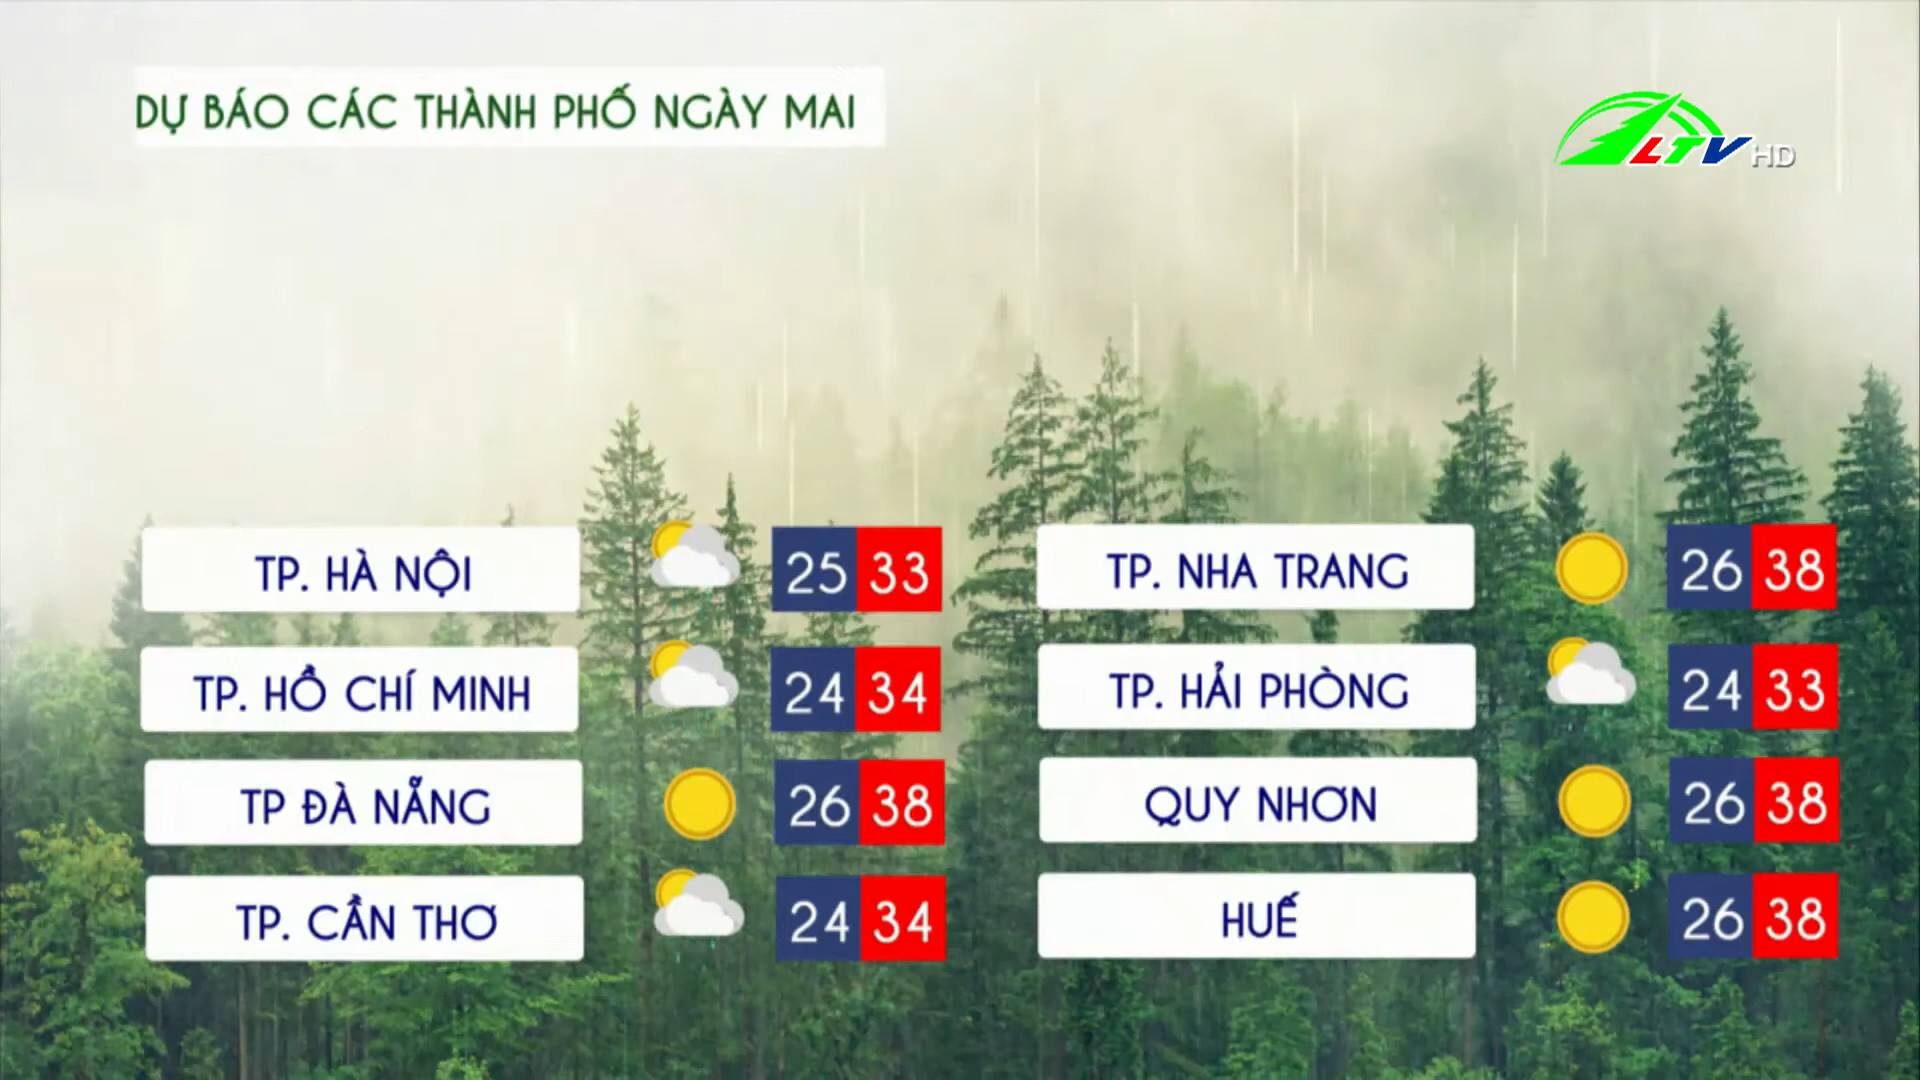 DỰ BÁO CÁC THÀNH PHỐ NGÀY MAI
LTV HD
TP. HÀ NỘI 25 33
TP. HỒ CHÍ MINH 24 34
TP ĐÀ NẴNG 26 38
TP. CẦN THƠ 24 34
TP. NHA TRANG 26 38
TP. HẢI PHÒNG 24 33
QUY NHƠN 26 38
HUẾ 26 38